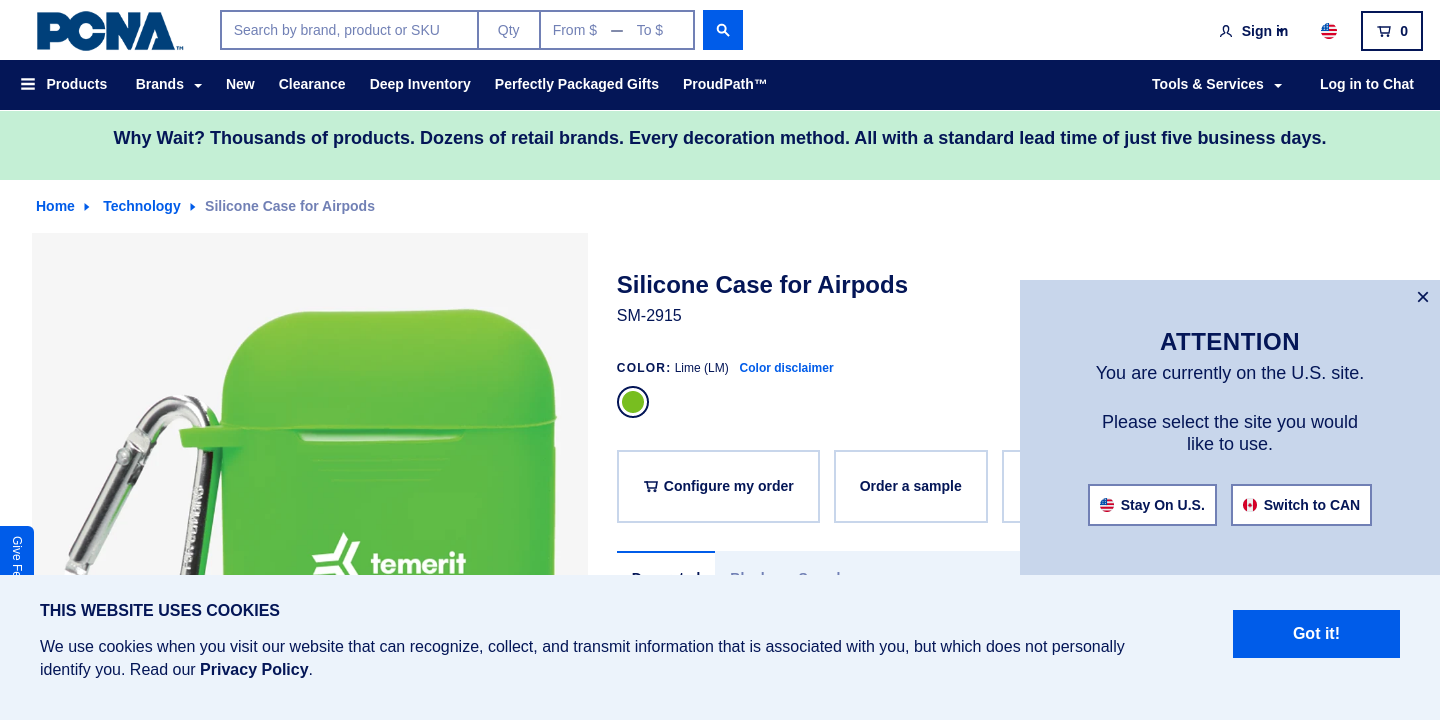 PCNA™
Search by brand, product or SKU
Qty
From $ — To $
Sign in
0
Products
Brands
New
Clearance
Deep Inventory
Perfectly Packaged Gifts
ProudPath™
Tools & Services
Log in to Chat
Why Wait? Thousands of products. Dozens of retail brands. Every decoration method. All with a standard lead time of just five business days.
Home
Technology
Silicone Case for Airpods
Silicone Case for Airpods
SM-2915
COLOR: Lime (LM) Color disclaimer
Configure my order
Order a sample
temerit
ATTENTION
You are currently on the U.S. site.
Please select the site you would
like to use.
Stay On U.S.
Switch to CAN
Give
THIS WEBSITE USES COOKIES
We use cookies when you visit our website that can recognize, collect, and transmit information that is associated with you, but which does not personally
identify you. Read our Privacy Policy.
Got it!